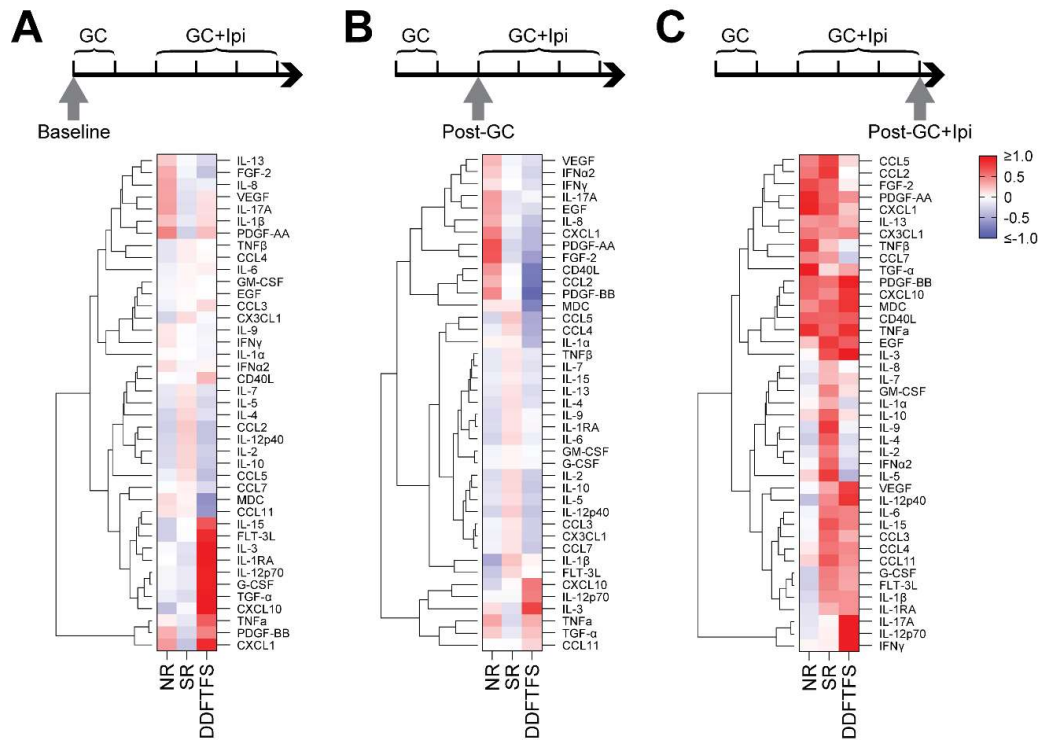 A
GC
GC+Ipi
Baseline
IL-13
FGF-2
IL-8
VEGF
IL-17A
IL-1β
PDGF-AA
TNFβ
CCL4
IL-6
GM-CSF
EGF
CCL3
CX3CL1
IL-9
IFNγ
IL-1α
IFNα2
CD40L
IL-7
IL-5
IL-4
CCL2
IL-12p40
IL-2
IL-10
CCL5
CCL7
MDC
CCL11
IL-15
FLT-3L
IL-3
IL-1RA
IL-12p70
G-CSF
TGF-α
CXCL10
TNFa
PDGF-BB
CXCL1
NR
SR
DDFTFS
B
GC
GC+Ipi
Post-GC
VEGF
IFNα2
IFNγ
IL-17A
EGF
IL-8
CXCL1
PDGF-AA
FGF-2
CD40L
CCL2
PDGF-BB
MDC
CCL5
CCL4
IL-1α
TNFβ
IL-7
IL-15
IL-13
IL-4
IL-9
IL-1RA
IL-6
GM-CSF
G-CSF
IL-2
IL-10
IL-5
IL-12p40
CCL3
CX3CL1
CCL7
IL-1β
FLT-3L
CXCL10
IL-12p70
IL-3
TNFa
TGF-α
CCL11
NR
SR
DDFTFS
C
GC
GC+Ipi
Post-GC+Ipi
CCL5
CCL2
FGF-2
PDGF-AA
CXCL1
IL-13
CX3CL1
TNFβ
CCL7
TGF-α
PDGF-BB
CXCL10
MDC
CD40L
TNFa
EGF
IL-3
IL-8
IL-7
GM-CSF
IL-1α
IL-10
IL-9
IL-4
IL-2
IFNα2
IL-5
VEGF
IL-12p40
IL-6
IL-15
CCL3
CCL4
CCL11
G-CSF
FLT-3L
IL-1β
IL-1RA
IL-17A
IL-12p70
IFNγ
NR
SR
DDFTFS
≥1.0
0.5
0
-0.5
≤-1.0